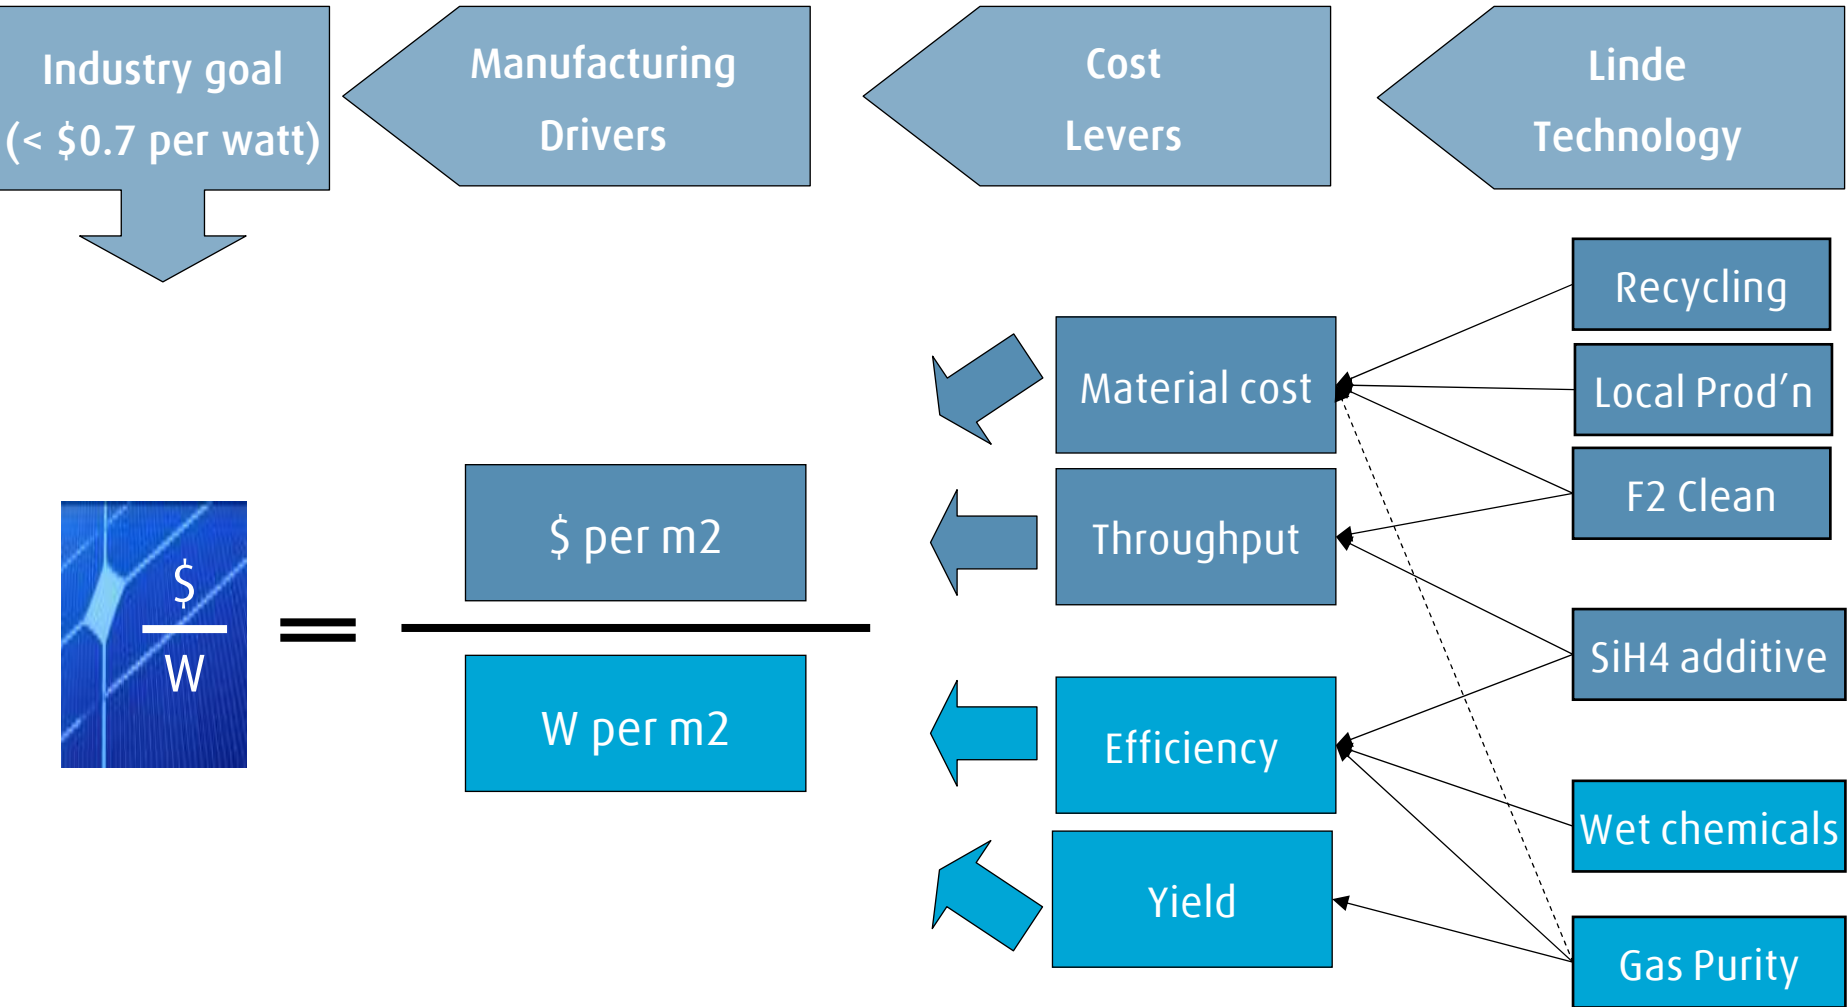 Industry goal
(< $0.7 per watt)
Manufacturing
Drivers
Cost
Levers
Linde
Technology
$
W
=
$ per m2
W per m2
Material cost
Throughput
Efficiency
Yield
Recycling
Local Prod’n
F2 Clean
SiH4 additive
Wet chemicals
Gas Purity